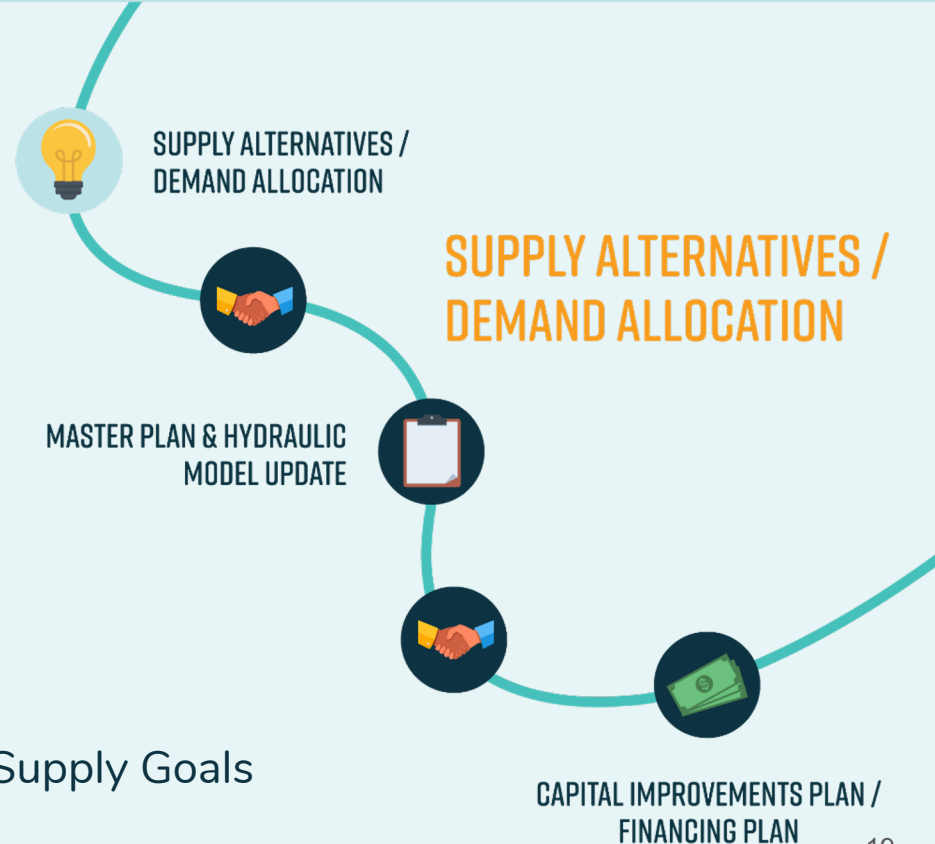 SUPPLY ALTERNATIVES /
DEMAND ALLOCATION
SUPPLY ALTERNATIVES /
DEMAND ALLOCATION
MASTER PLAN & HYDRAULIC
MODEL UPDATE
Supply Goals
CAPITAL IMPROVEMENTS PLAN /
FINANCING PLAN